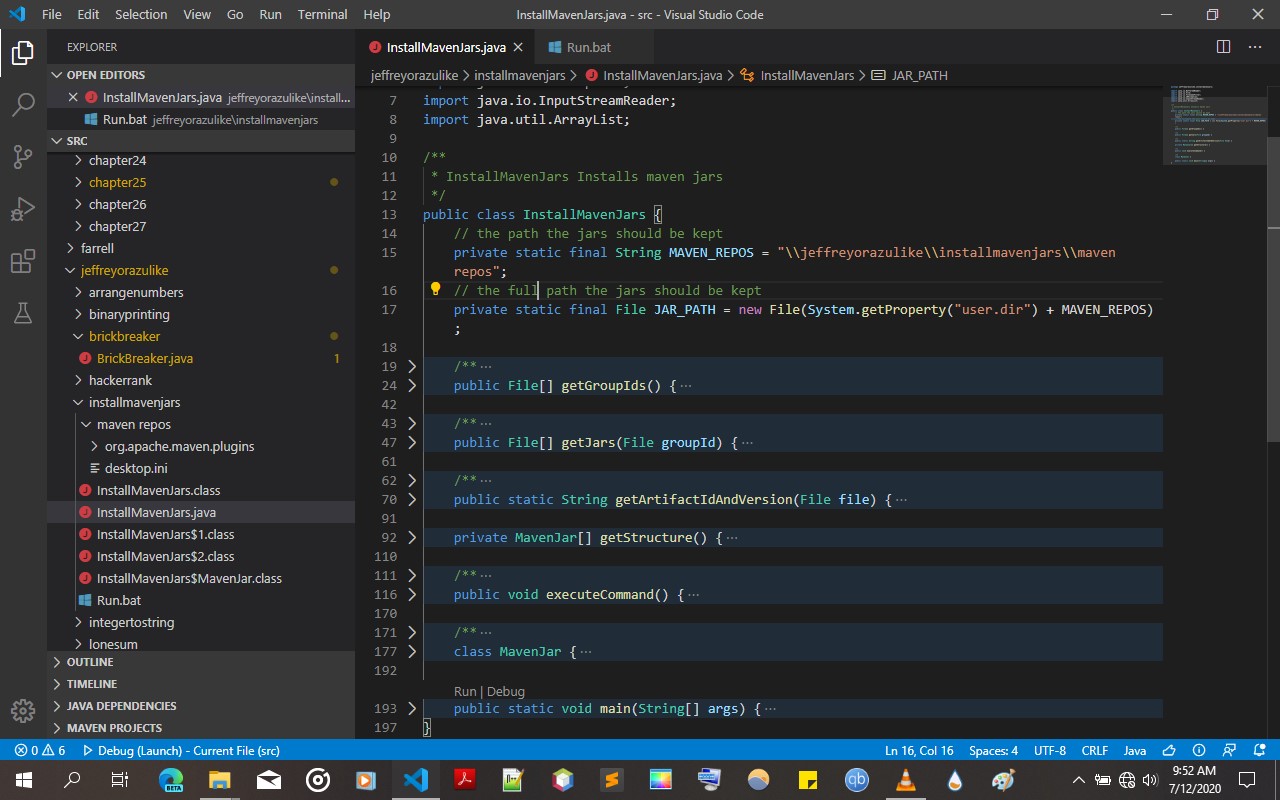 File Edit Selection View Go Run Terminal Help InstallMavenJars.java - src - Visual Studio Code
EXPLORER
OPEN EDITORS
InstallMavenJars.java jeffreyorazulike\install...
Run.bat jeffreyorazulike\installmavenjars
SRC
chapter24
chapter25
chapter26
chapter27
farrell
jeffreyorazulike
arrangenumbers
binaryprinting
brickbreaker
BrickBreaker.java 1
hackerrank
installmavenjars
maven repos
org.apache.maven.plugins
desktop.ini
InstallMavenJars.class
InstallMavenJars.java
InstallMavenJars$1.class
InstallMavenJars$2.class
InstallMavenJars$MavenJar.class
Run.bat
integertostring
lonesum
OUTLINE
TIMELINE
JAVA DEPENDENCIES
MAVEN PROJECTS
InstallMavenJars.java Run.bat
jeffreyorazulike > installmavenjars > InstallMavenJars.java > InstallMavenJars > JAR_PATH
7 import java.io.InputStreamReader;
8 import java.util.ArrayList;
9
10 /**
11 * InstallMavenJars Installs maven jars
12 */
13 public class InstallMavenJars {
14 // the path the jars should be kept
15 private static final String MAVEN_REPOS = "\\jeffreyorazulike\\installmavenjars\\maven
repos";
16 // the full path the jars should be kept
17 private static final File JAR_PATH = new File(System.getProperty("user.dir") + MAVEN_REPOS)
;
18
19 /**···
24 public File[] getGroupIds() {···
42
43 /**···
47 public File[] getJars(File groupId) {···
61
62 /**···
70 public static String getArtifactIdAndVersion(File file) {···
91
92 private MavenJar[] getStructure() {···
110
111 /**···
116 public void executeCommand() {···
170
171 /**···
177 class MavenJar {···
192
Run | Debug
193 public static void main(String[] args) {···
197 }
0 6 Debug (Launch) - Current File (src) Ln 16, Col 16 Spaces: 4 UTF-8 CRLF Java
BETA
qb
9:52 AM
7/12/2020